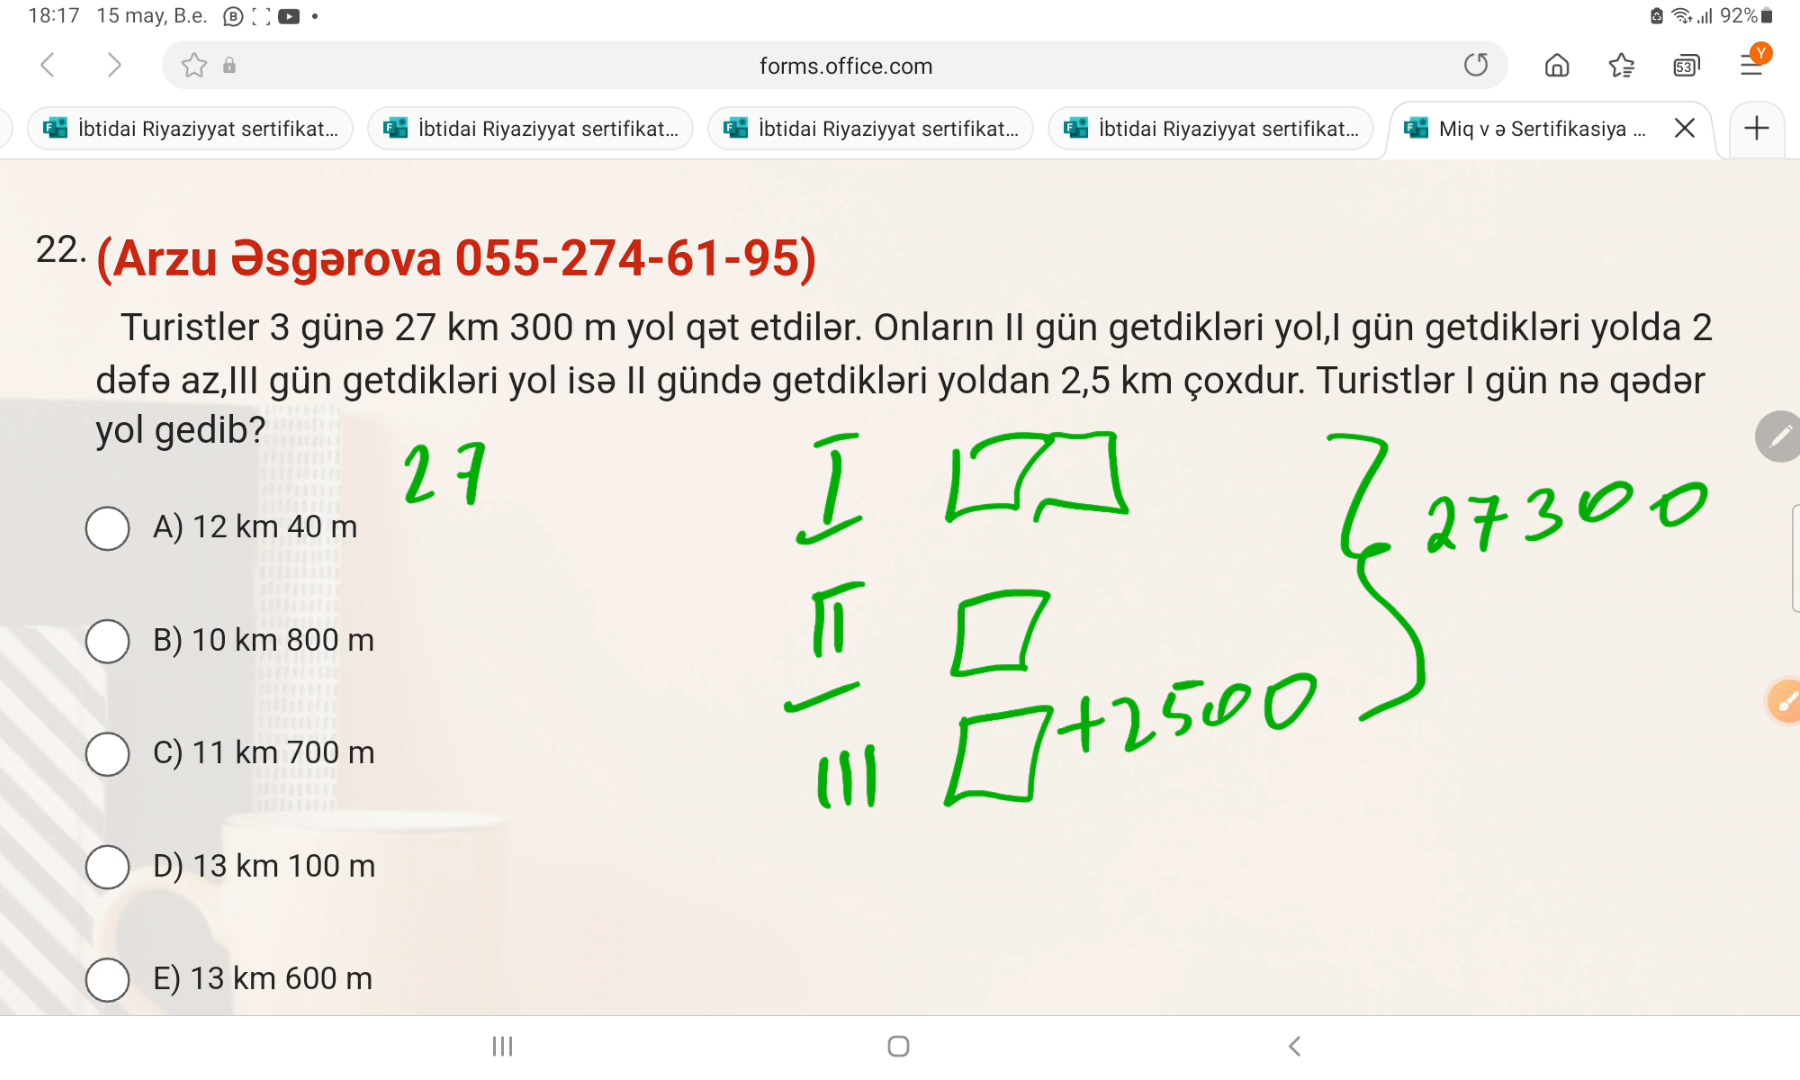 18:17 15 may, B.e.
92%
forms.office.com
53
Y
İbtidai Riyaziyyat sertifikat...
İbtidai Riyaziyyat sertifikat...
İbtidai Riyaziyyat sertifikat...
İbtidai Riyaziyyat sertifikat...
Miq v ə Sertifikasiya ...
22. (Arzu Əsgərova 055-274-61-95)
Turistler 3 günə 27 km 300 m yol qət etdilər. Onların II gün getdikləri yol,I gün getdikləri yolda 2
dəfə az,III gün getdikləri yol isə II gündə getdikləri yoldan 2,5 km çoxdur. Turistlər I gün nə qədər
yol gedib?
27
I
27300
A) 12 km 40 m
II
B) 10 km 800 m
+2500
III
C) 11 km 700 m
D) 13 km 100 m
E) 13 km 600 m